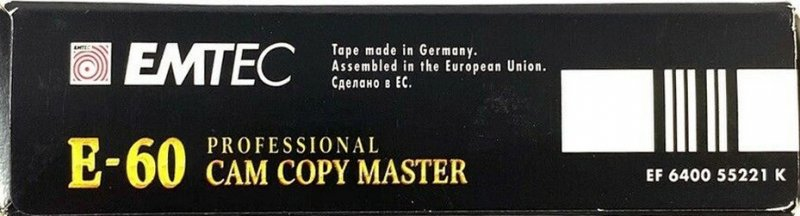 EMTEC
EMTEC
Tape made in Germany.
Assembled in the European Union.
Сделано в ЕС.
E-60
PROFESSIONAL
CAM COPY MASTER
EF 6400 55221 K